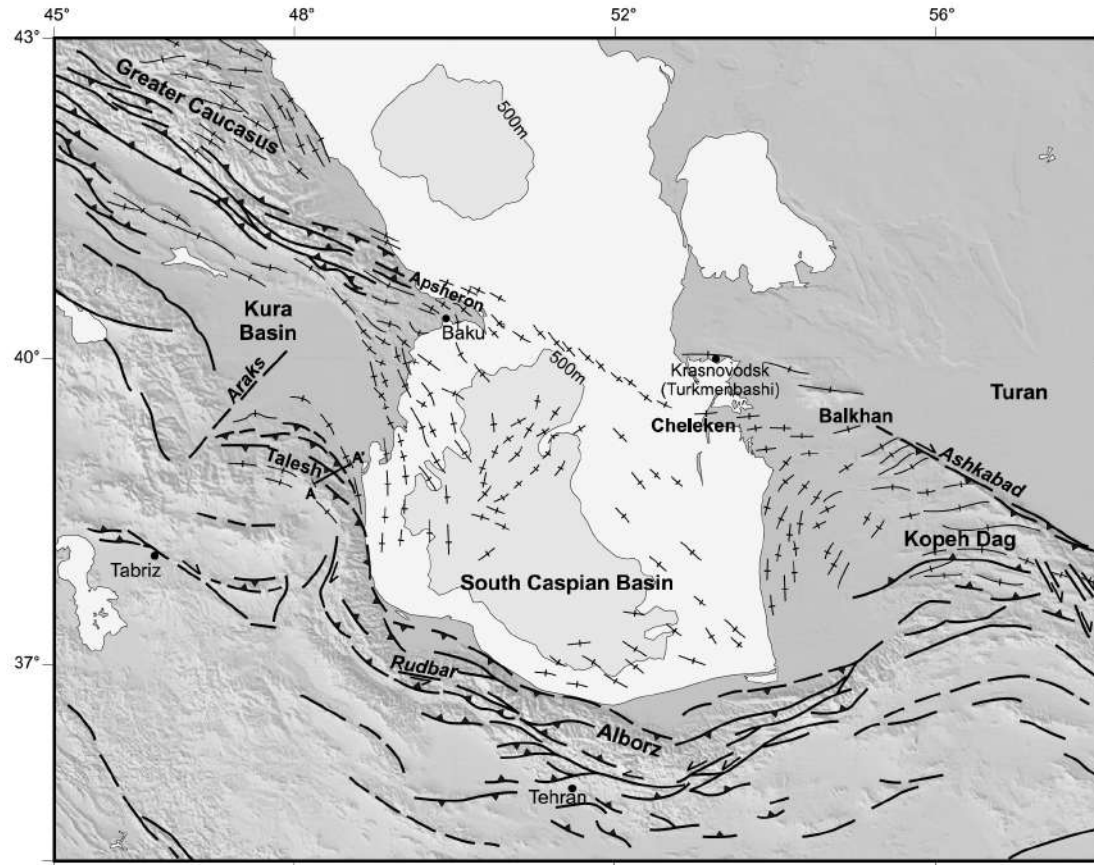 45°
48°
52°
56°
43°
Greater Caucasus
500m
Apsheron
Kura
Basin
Baku
40°
500m
Krasnovodsk
(Turkmenbashi)
Araks
Turan
Balkhan
Cheleken
Talesh
A'
A
Ashkabad
Kopeh Dag
Tabriz
South Caspian Basin
37°
Rudbar
Alborz
Tehran